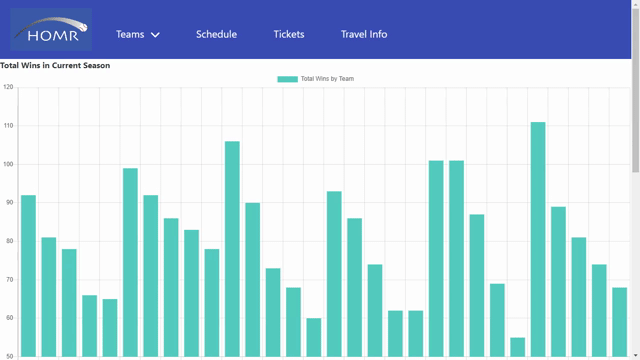 HOMR
Teams
Schedule
Tickets
Travel Info
Total Wins in Current Season
Total Wins by Team
120
110
100
90
80
70
60
50